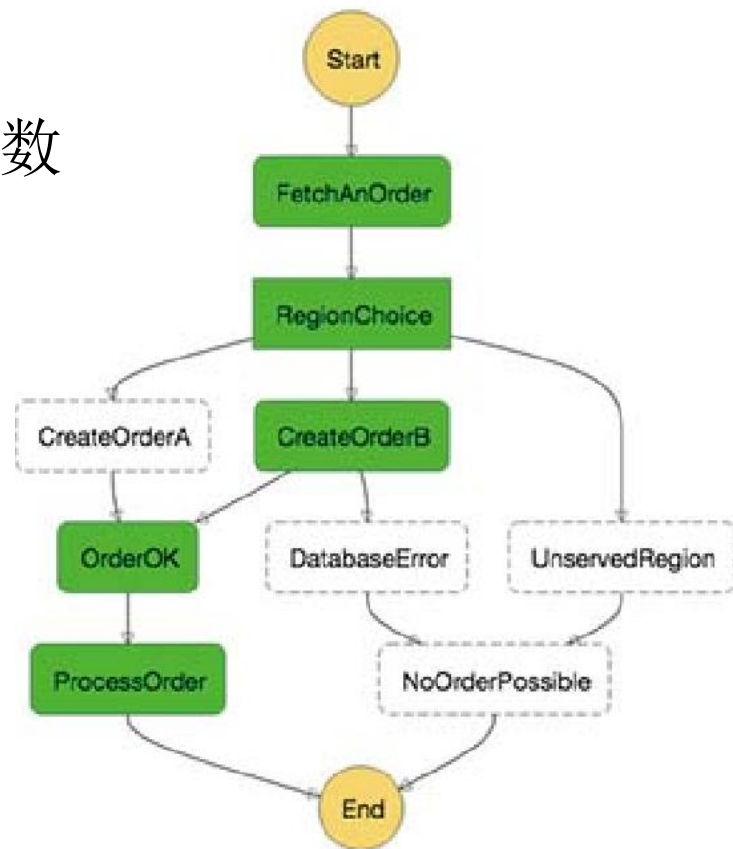 Start
数
FetchAnOrder
RegionChoice
CreateOrderA
CreateOrderB
OrderOK
DatabaseError
UnservedRegion
ProcessOrder
NoOrderPossible
End